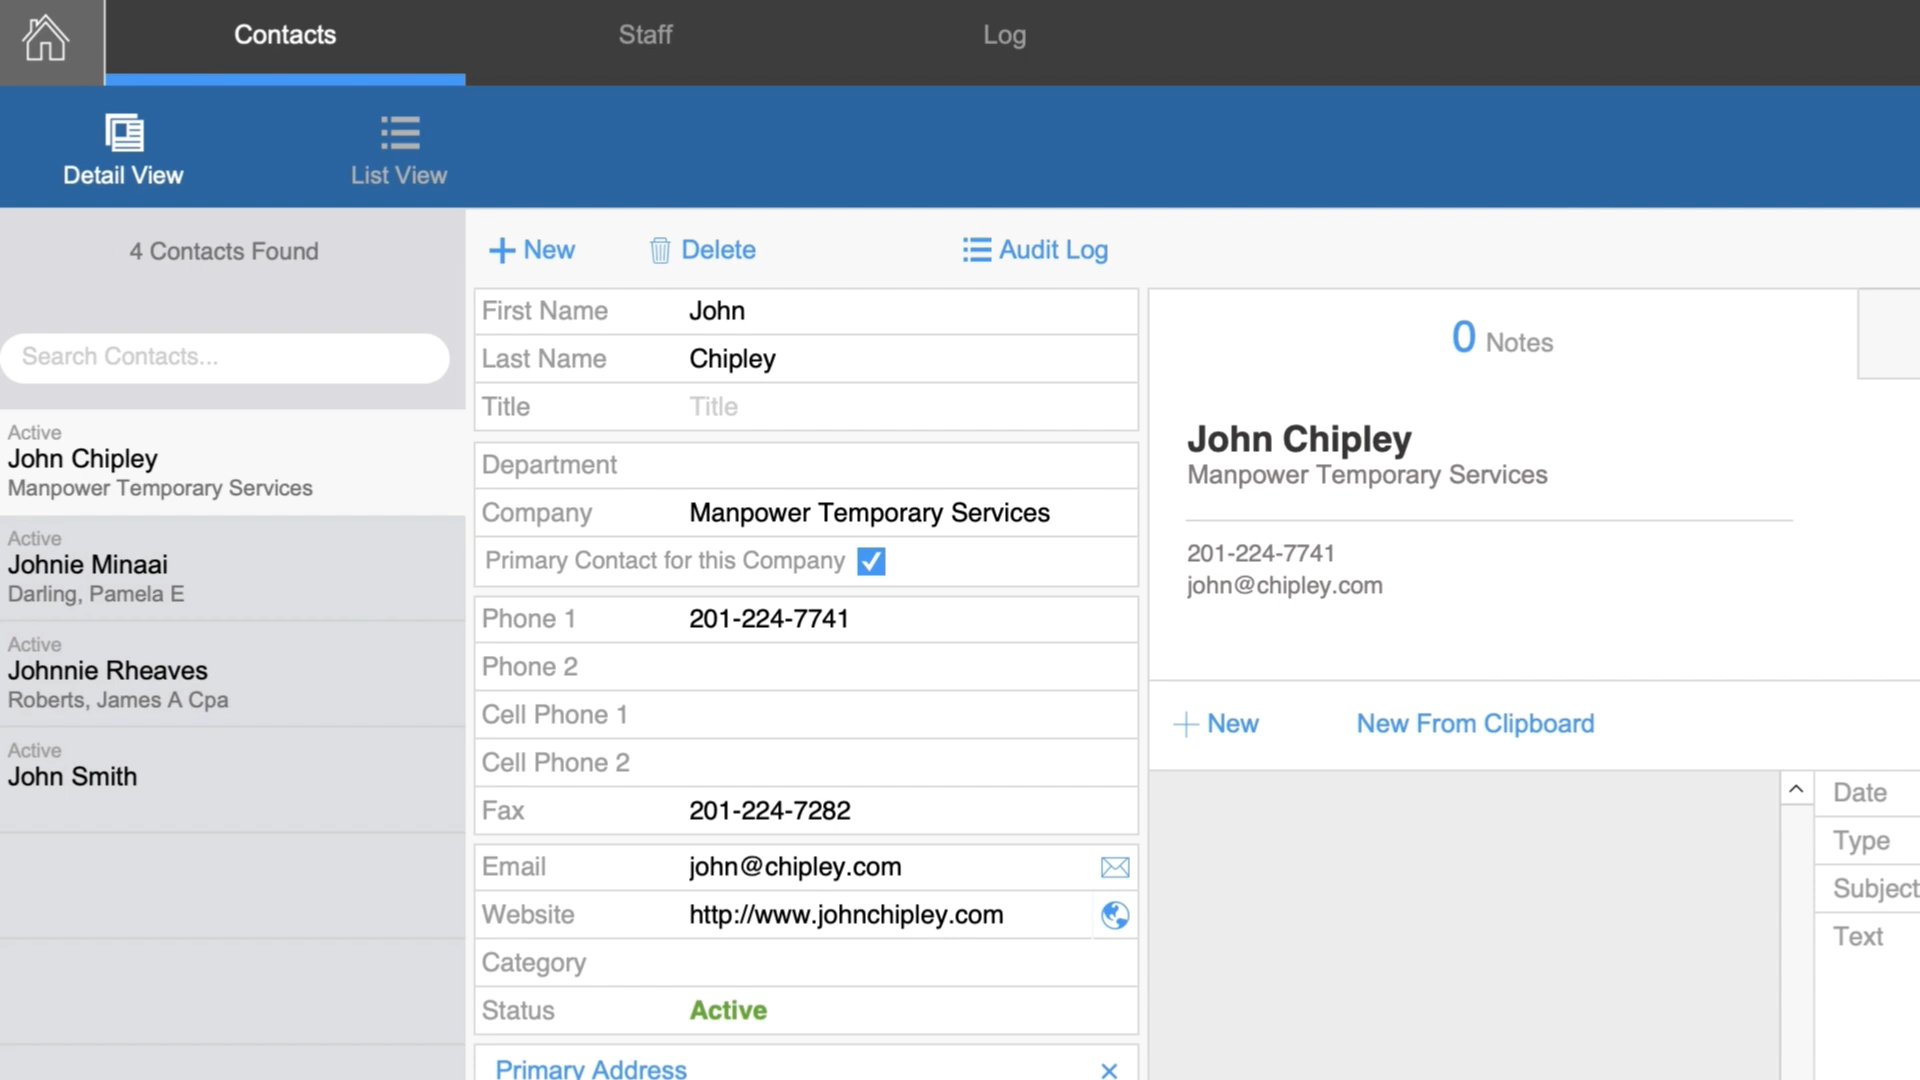 Contacts
Staff
Log
Detail View
List View
4 Contacts Found
Search Contacts...
Active
John Chipley
Manpower Temporary Services
Active
Johnie Minaai
Darling, Pamela E
Active
Johnnie Rheaves
Roberts, James A Cpa
Active
John Smith
New
Delete
Audit Log
First Name John
Last Name Chipley
Title Title
Department
Company Manpower Temporary Services
Primary Contact for this Company
Phone 1 201-224-7741
Phone 2
Cell Phone 1
Cell Phone 2
Fax 201-224-7282
Email john@chipley.com
Website http://www.johnchipley.com
Category
Status Active
Primary Address
0 Notes
John Chipley
Manpower Temporary Services
201-224-7741
john@chipley.com
New
New From Clipboard
Date
Type
Subject
Text